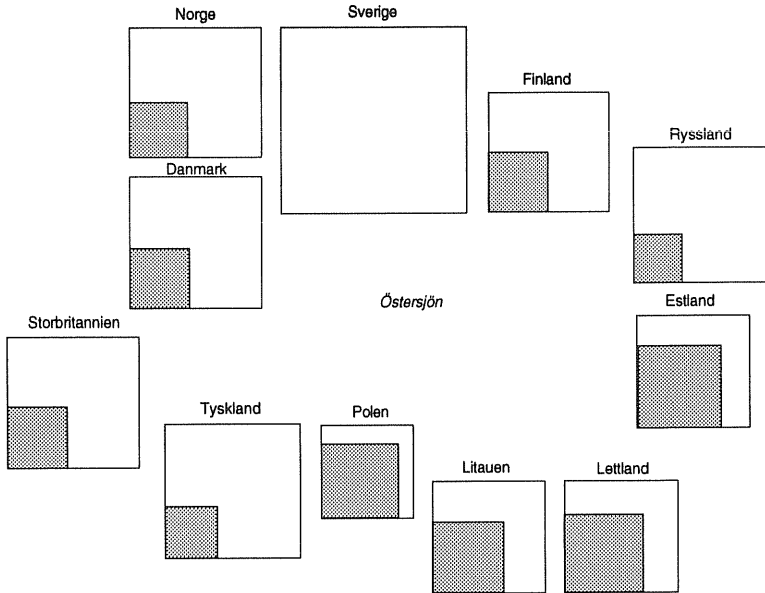 Norge
Sverige
Finland
Ryssland
Danmark
Östersjön
Estland
Storbritannien
Tyskland
Polen
Litauen
Lettland